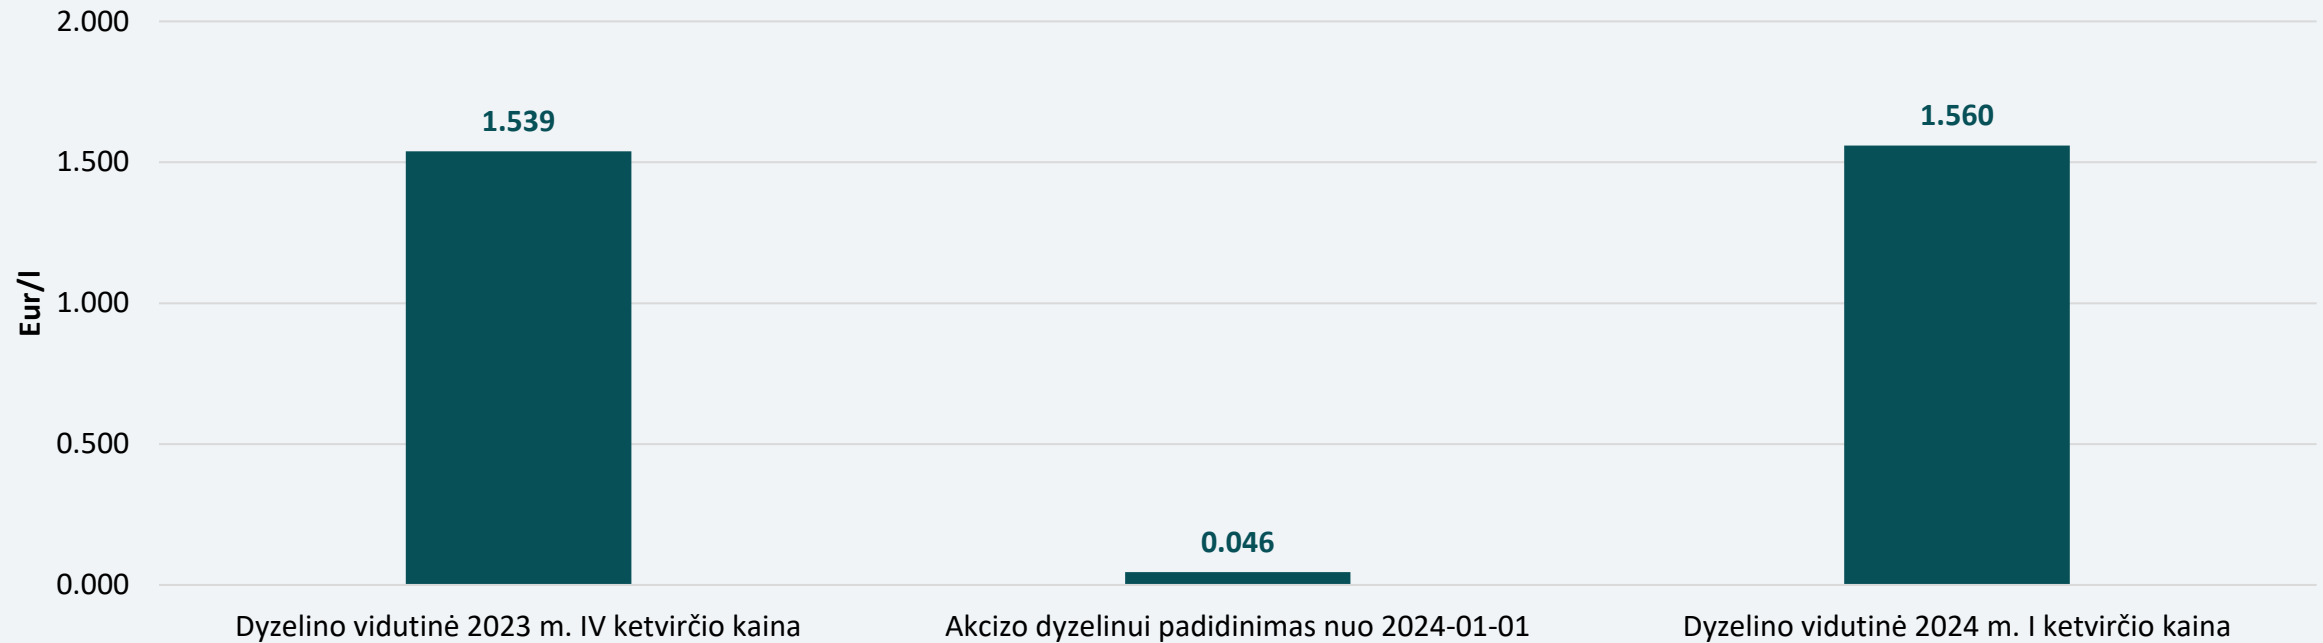 2.000
1.539
1.560
1.500
Eur/l
1.000
0.500
0.046
0.000
Dyzelino vidutinė 2023 m. IV ketvirčio kaina
Akcizo dyzelinui padidinimas nuo 2024-01-01
Dyzelino vidutinė 2024 m. I ketvirčio kaina